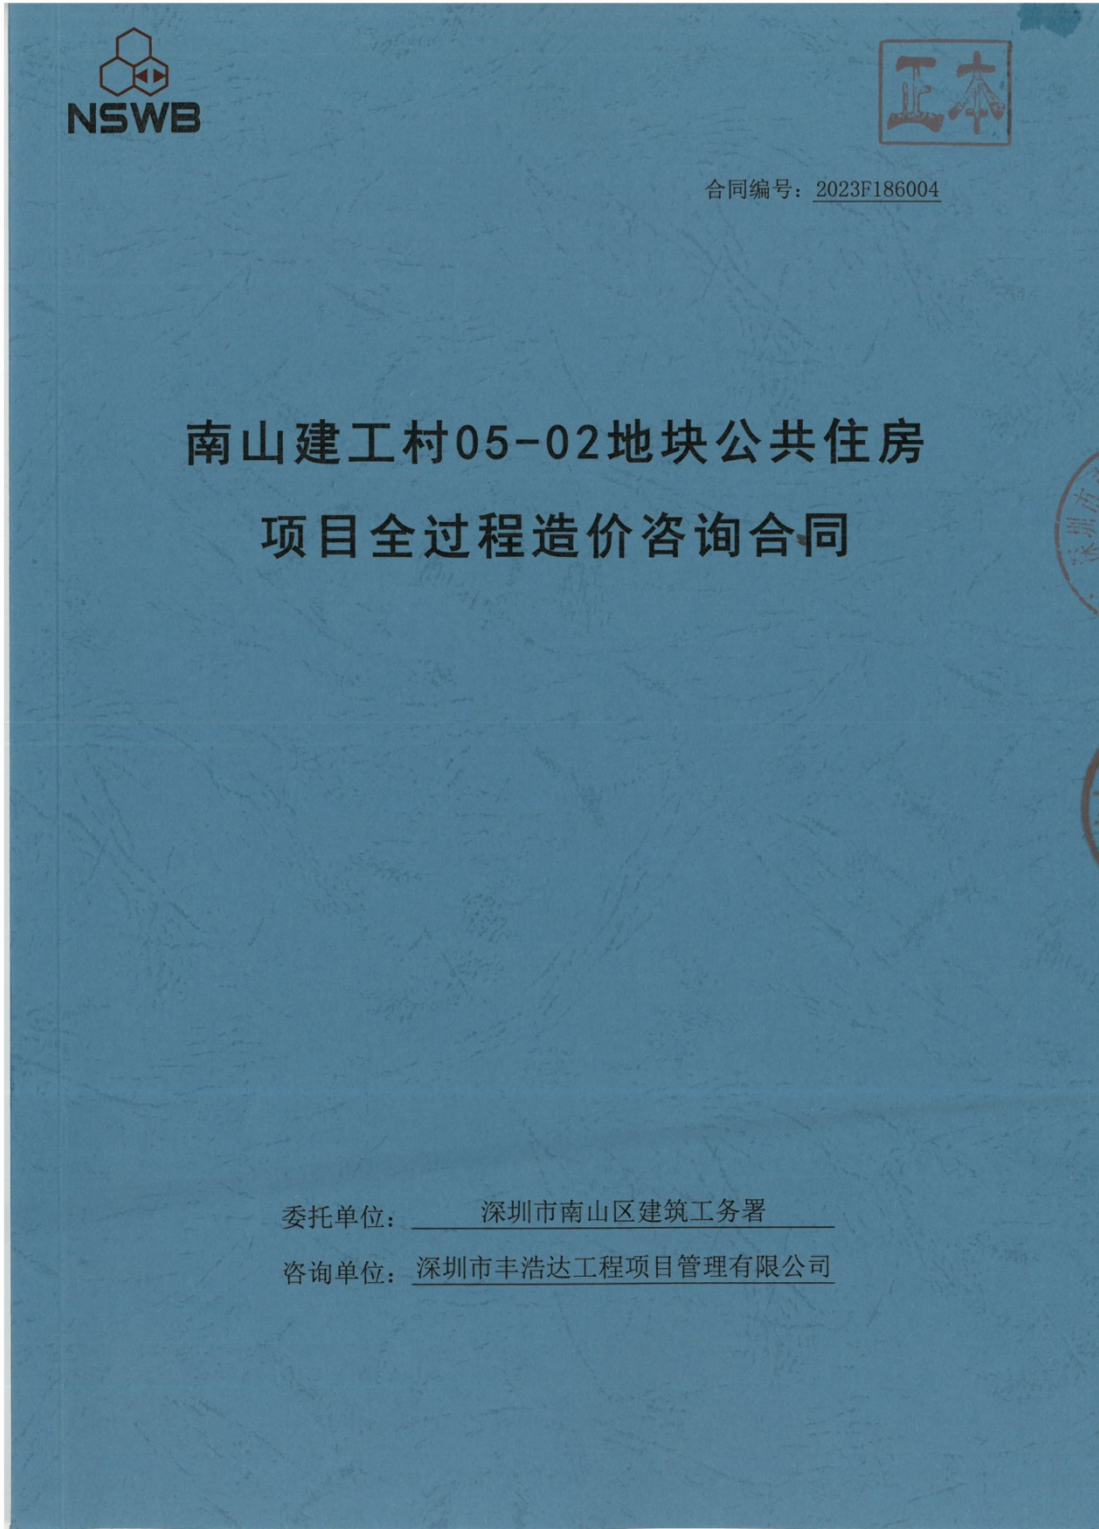 NSWB
正本
合同编号：2023F186004
南山建工村05-02地块公共住房
项目全过程造价咨询合同
深圳市
委托单位：深圳市南山区建筑工务署
咨询单位：深圳市丰浩达工程项目管理有限公司